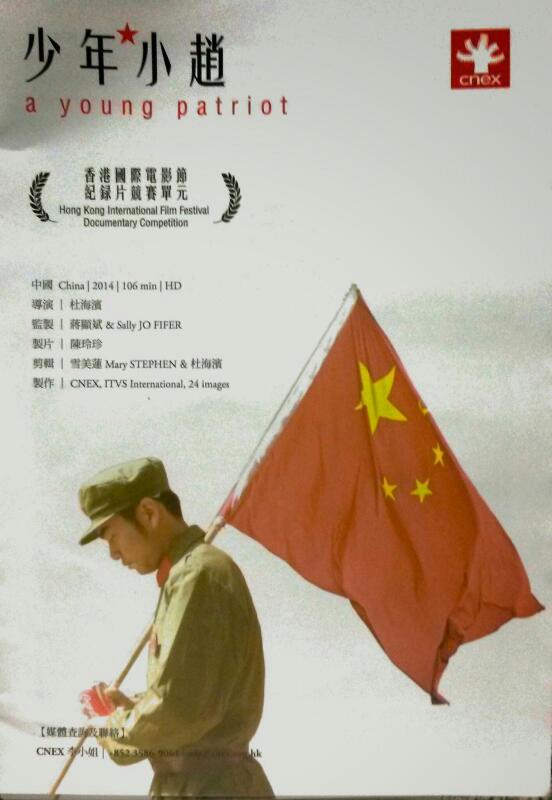 少年★小趙
a young patriot
cnex
香港國際電影節
紀録片競賽單元
Hong Kong International Film Festival
Documentary Competition
中國 China | 2014 | 106 min | HD
導演 | 杜海濱
監製 | 蔣顯斌 & Sally JO FIFER
製片 | 陳玲珍
剪輯 | 雪美蓮 Mary STEPHEN & 杜海濱
製作 | CNEX, ITVS International, 24 images
【媒體查詢及聯絡】
CNEX 李小姐 | +852 3586